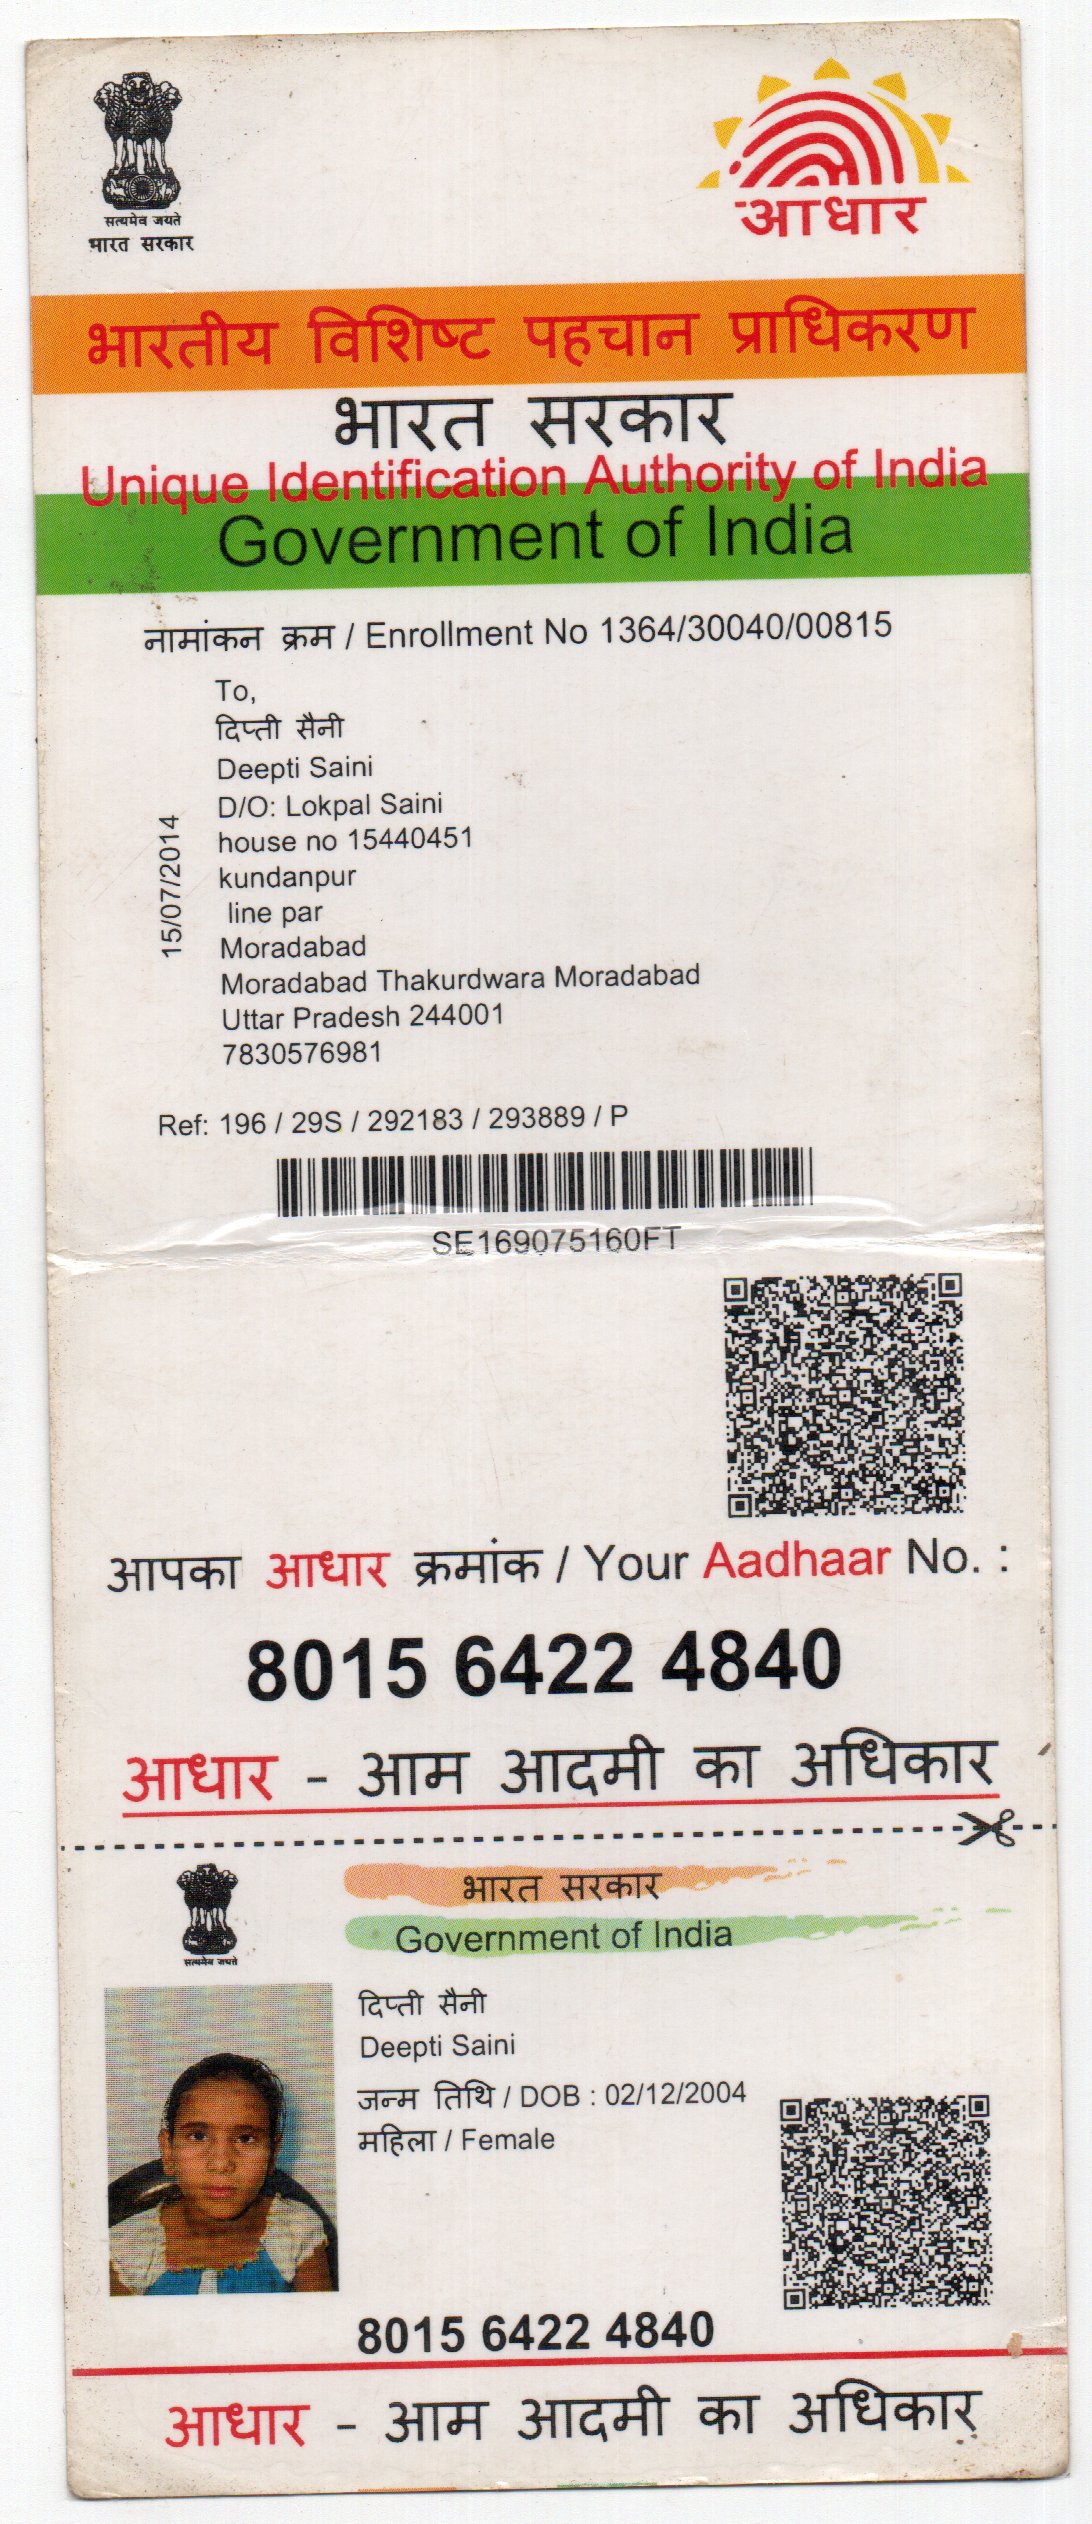 सत्यमेव जयते
भारत सरकार
आधार
भारतीय विशिष्ट पहचान प्राधिकरण
भारत सरकार
Unique Identification Authority of India
Government of India
नामांकन क्रम / Enrollment No 1364/30040/00815
To,
दिप्ती सैनी
Deepti Saini
D/O: Lokpal Saini
house no 15440451
kundanpur
line par
Moradabad
Moradabad Thakurdwara Moradabad
Uttar Pradesh 244001
7830576981
15/07/2014
Ref: 196 / 29S / 292183 / 293889 / P
SE169075160FT
आपका आधार क्रमांक / Your Aadhaar No. :
8015 6422 4840
आधार - आम आदमी का अधिकार
सत्यमेव जयते
भारत सरकार
Government of India
दिप्ती सैनी
Deepti Saini
जन्म तिथि / DOB : 02/12/2004
महिला / Female
8015 6422 4840
आधार - आम आदमी का अधिकार